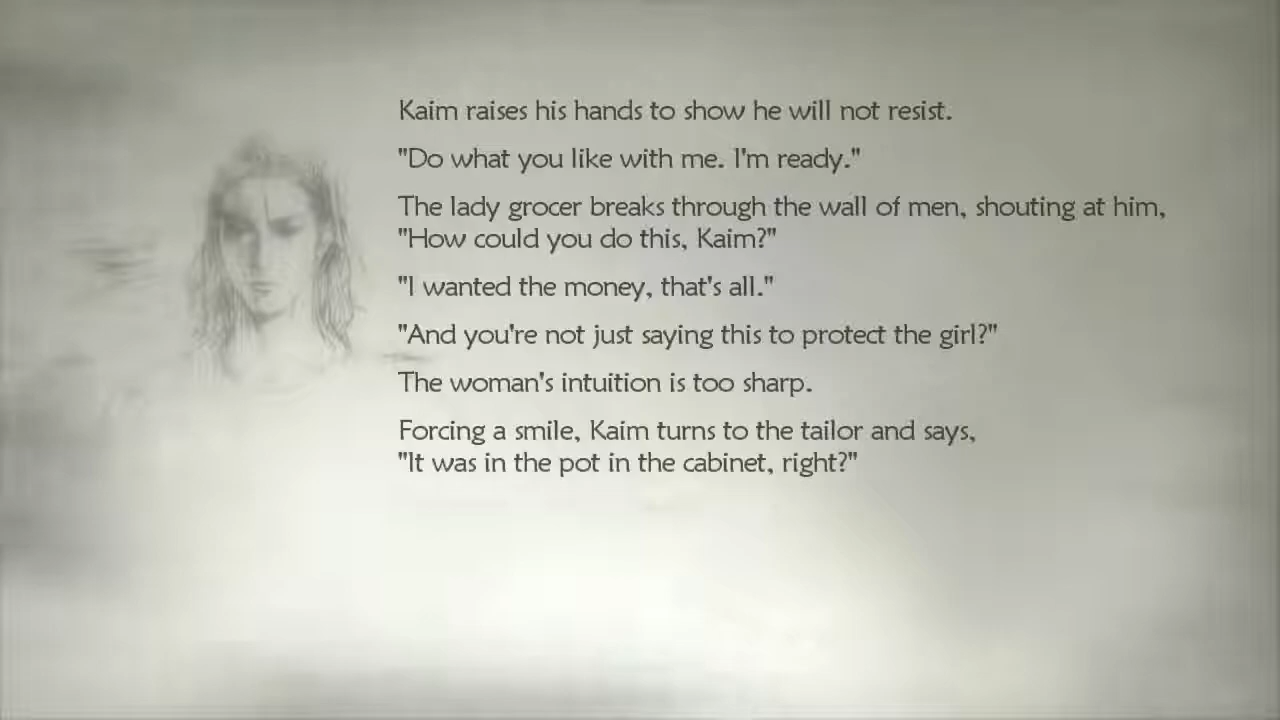 Kaim raises his hands to show he will not resist.
"Do what you like with me. I'm ready."
The lady grocer breaks through the wall of men, shouting at him,
"How could you do this, Kaim?"
"I wanted the money, that's all."
"And you're not just saying this to protect the girl?"
The woman's intuition is too sharp.
Forcing a smile, Kaim turns to the tailor and says,
"It was in the pot in the cabinet, right?"